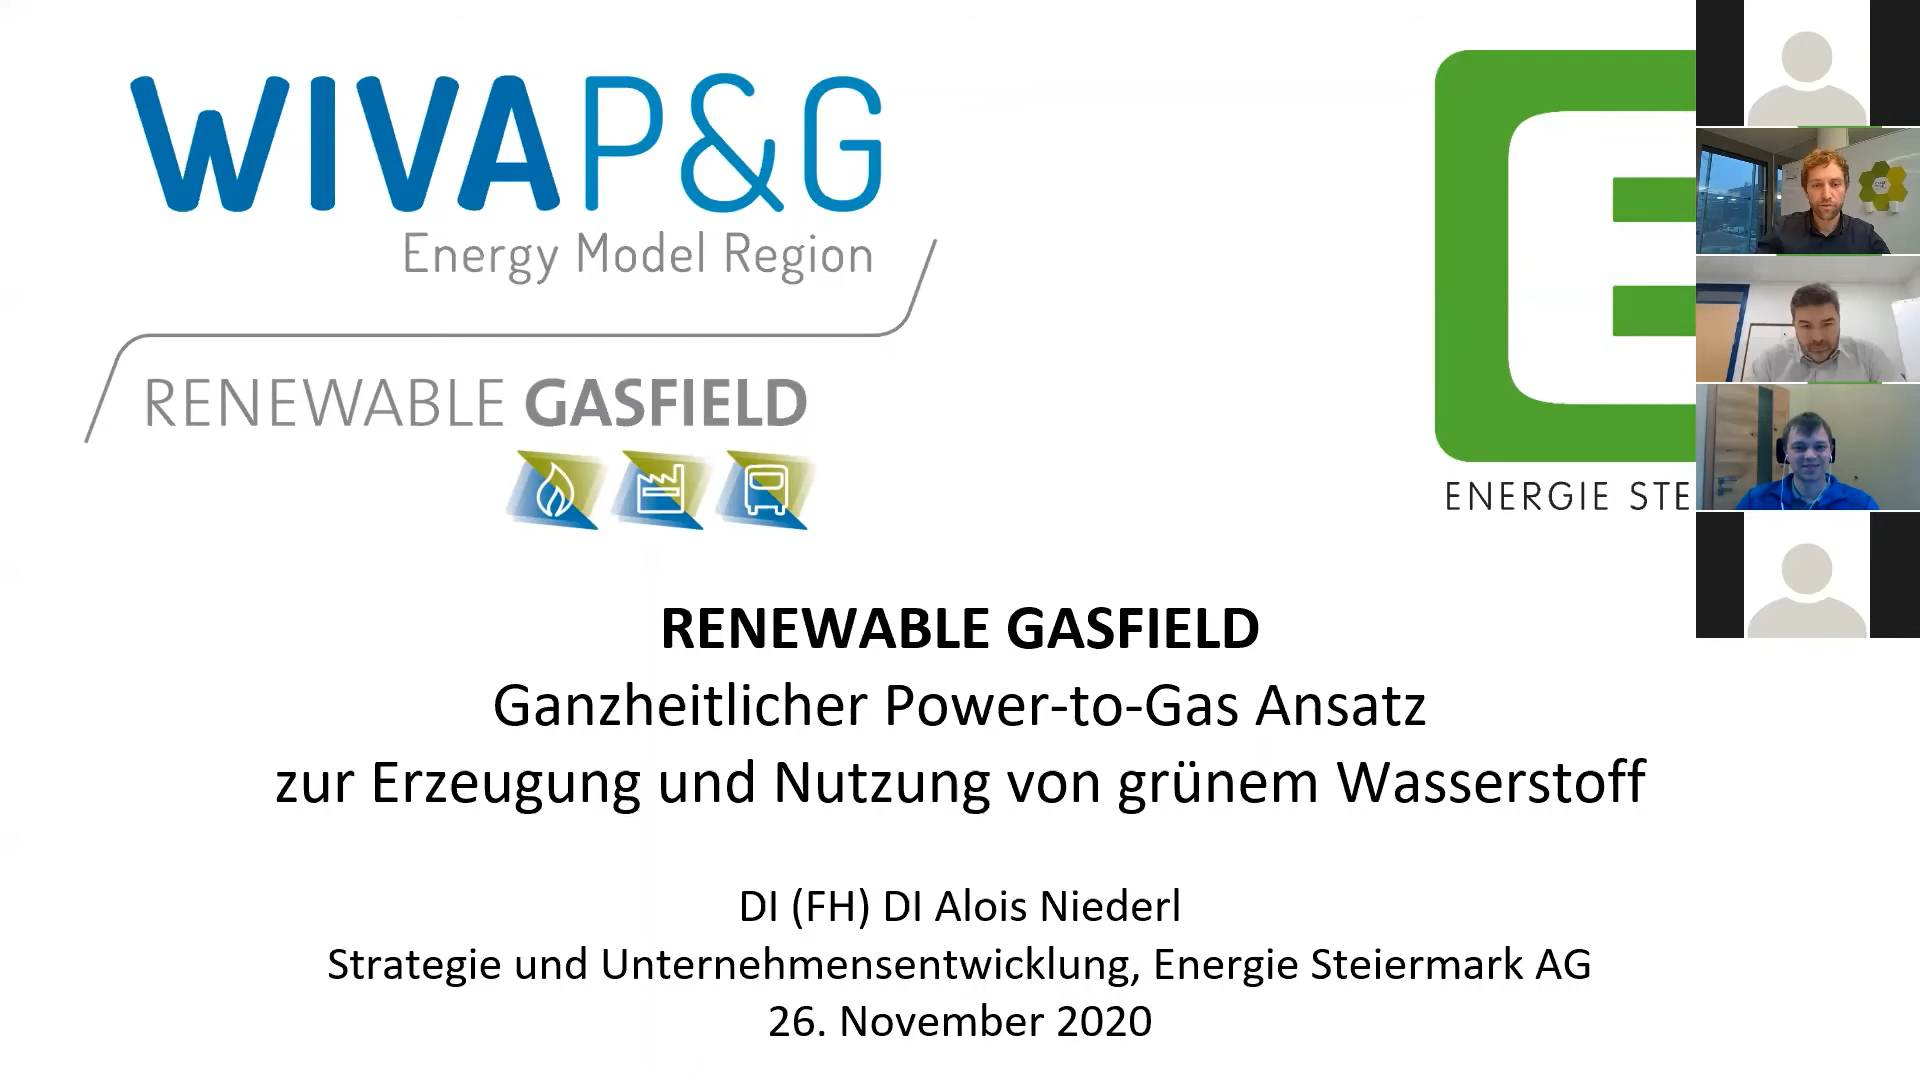 WIVAP&G
Energy Model Region
RENEWABLE GASFIELD
ENERGIE STE
RENEWABLE GASFIELD
Ganzheitlicher Power-to-Gas Ansatz
zur Erzeugung und Nutzung von grünem Wasserstoff
DI (FH) DI Alois Niederl
Strategie und Unternehmensentwicklung, Energie Steiermark AG
26. November 2020